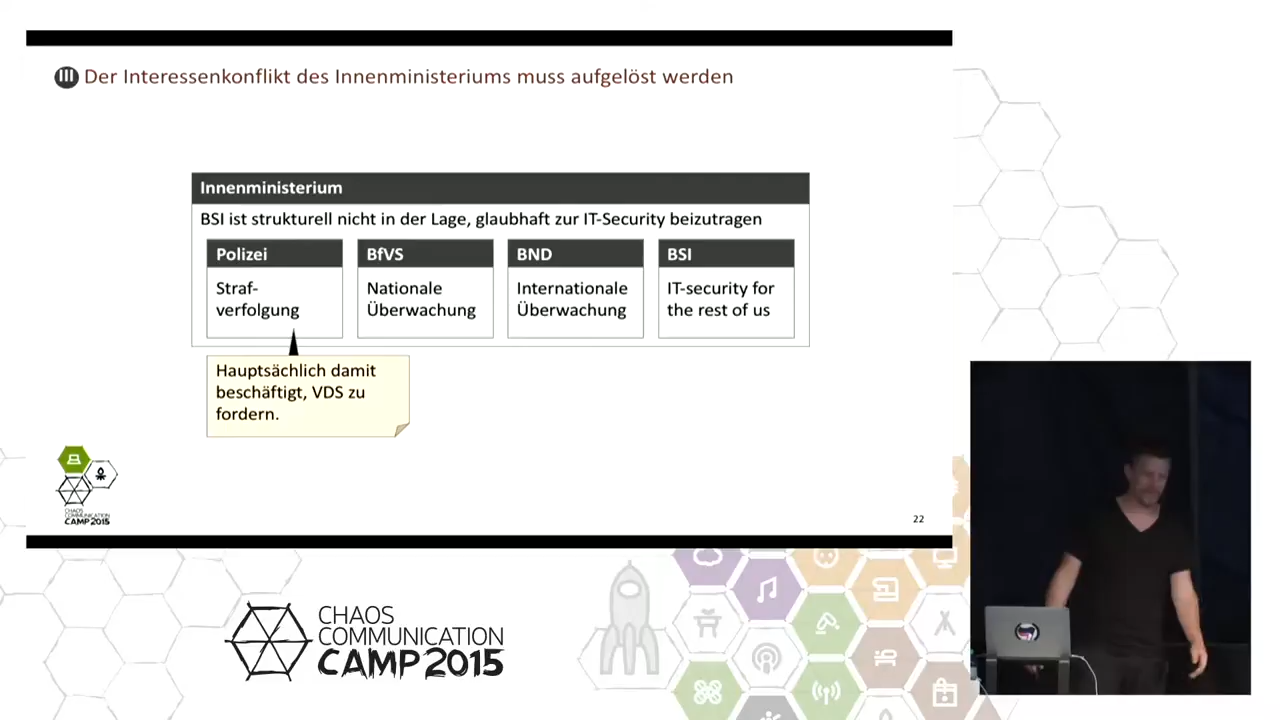 III Der Interessenkonflikt des Innenministeriums muss aufgelöst werden
Innenministerium
BSI ist strukturell nicht in der Lage, glaubhaft zur IT-Security beizutragen
Polizei
Straf-
verfolgung
BfVS
Nationale
Überwachung
BND
Internationale
Überwachung
BSI
IT-security for
the rest of us
Hauptsächlich damit
beschäftigt, VDS zu
fordern.
CHAOS
COMMUNICATION
CAMP 2015
22
CHAOS
COMMUNICATION
CAMP 2015